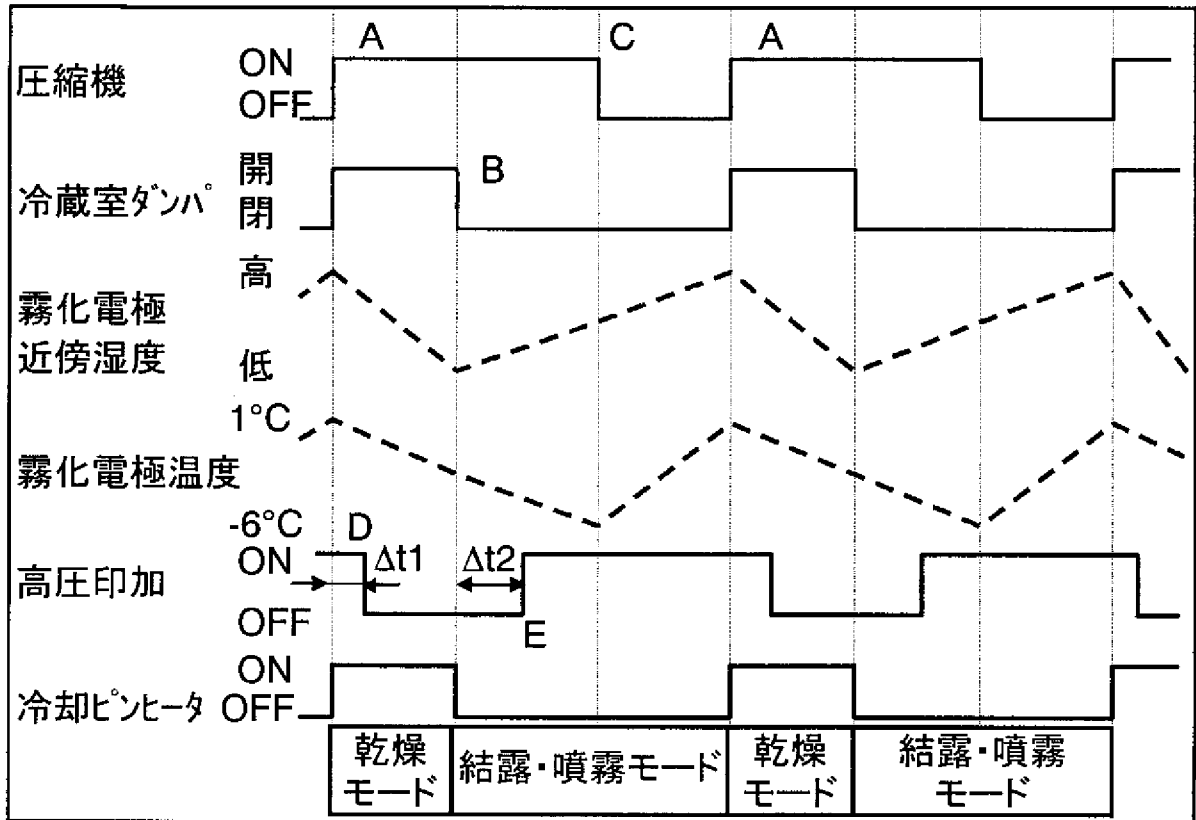 A C A
圧縮機
ON
OFF
冷蔵室ダンパ
開
閉
B
霧化電極
近傍湿度
高
低
霧化電極温度
1°C
-6°C
高圧印加
ON
OFF
D
Δt1
Δt2
E
冷却ピンヒータ
ON
OFF
乾燥
モード
結露・噴霧モード
乾燥
モード
結露・噴霧
モード